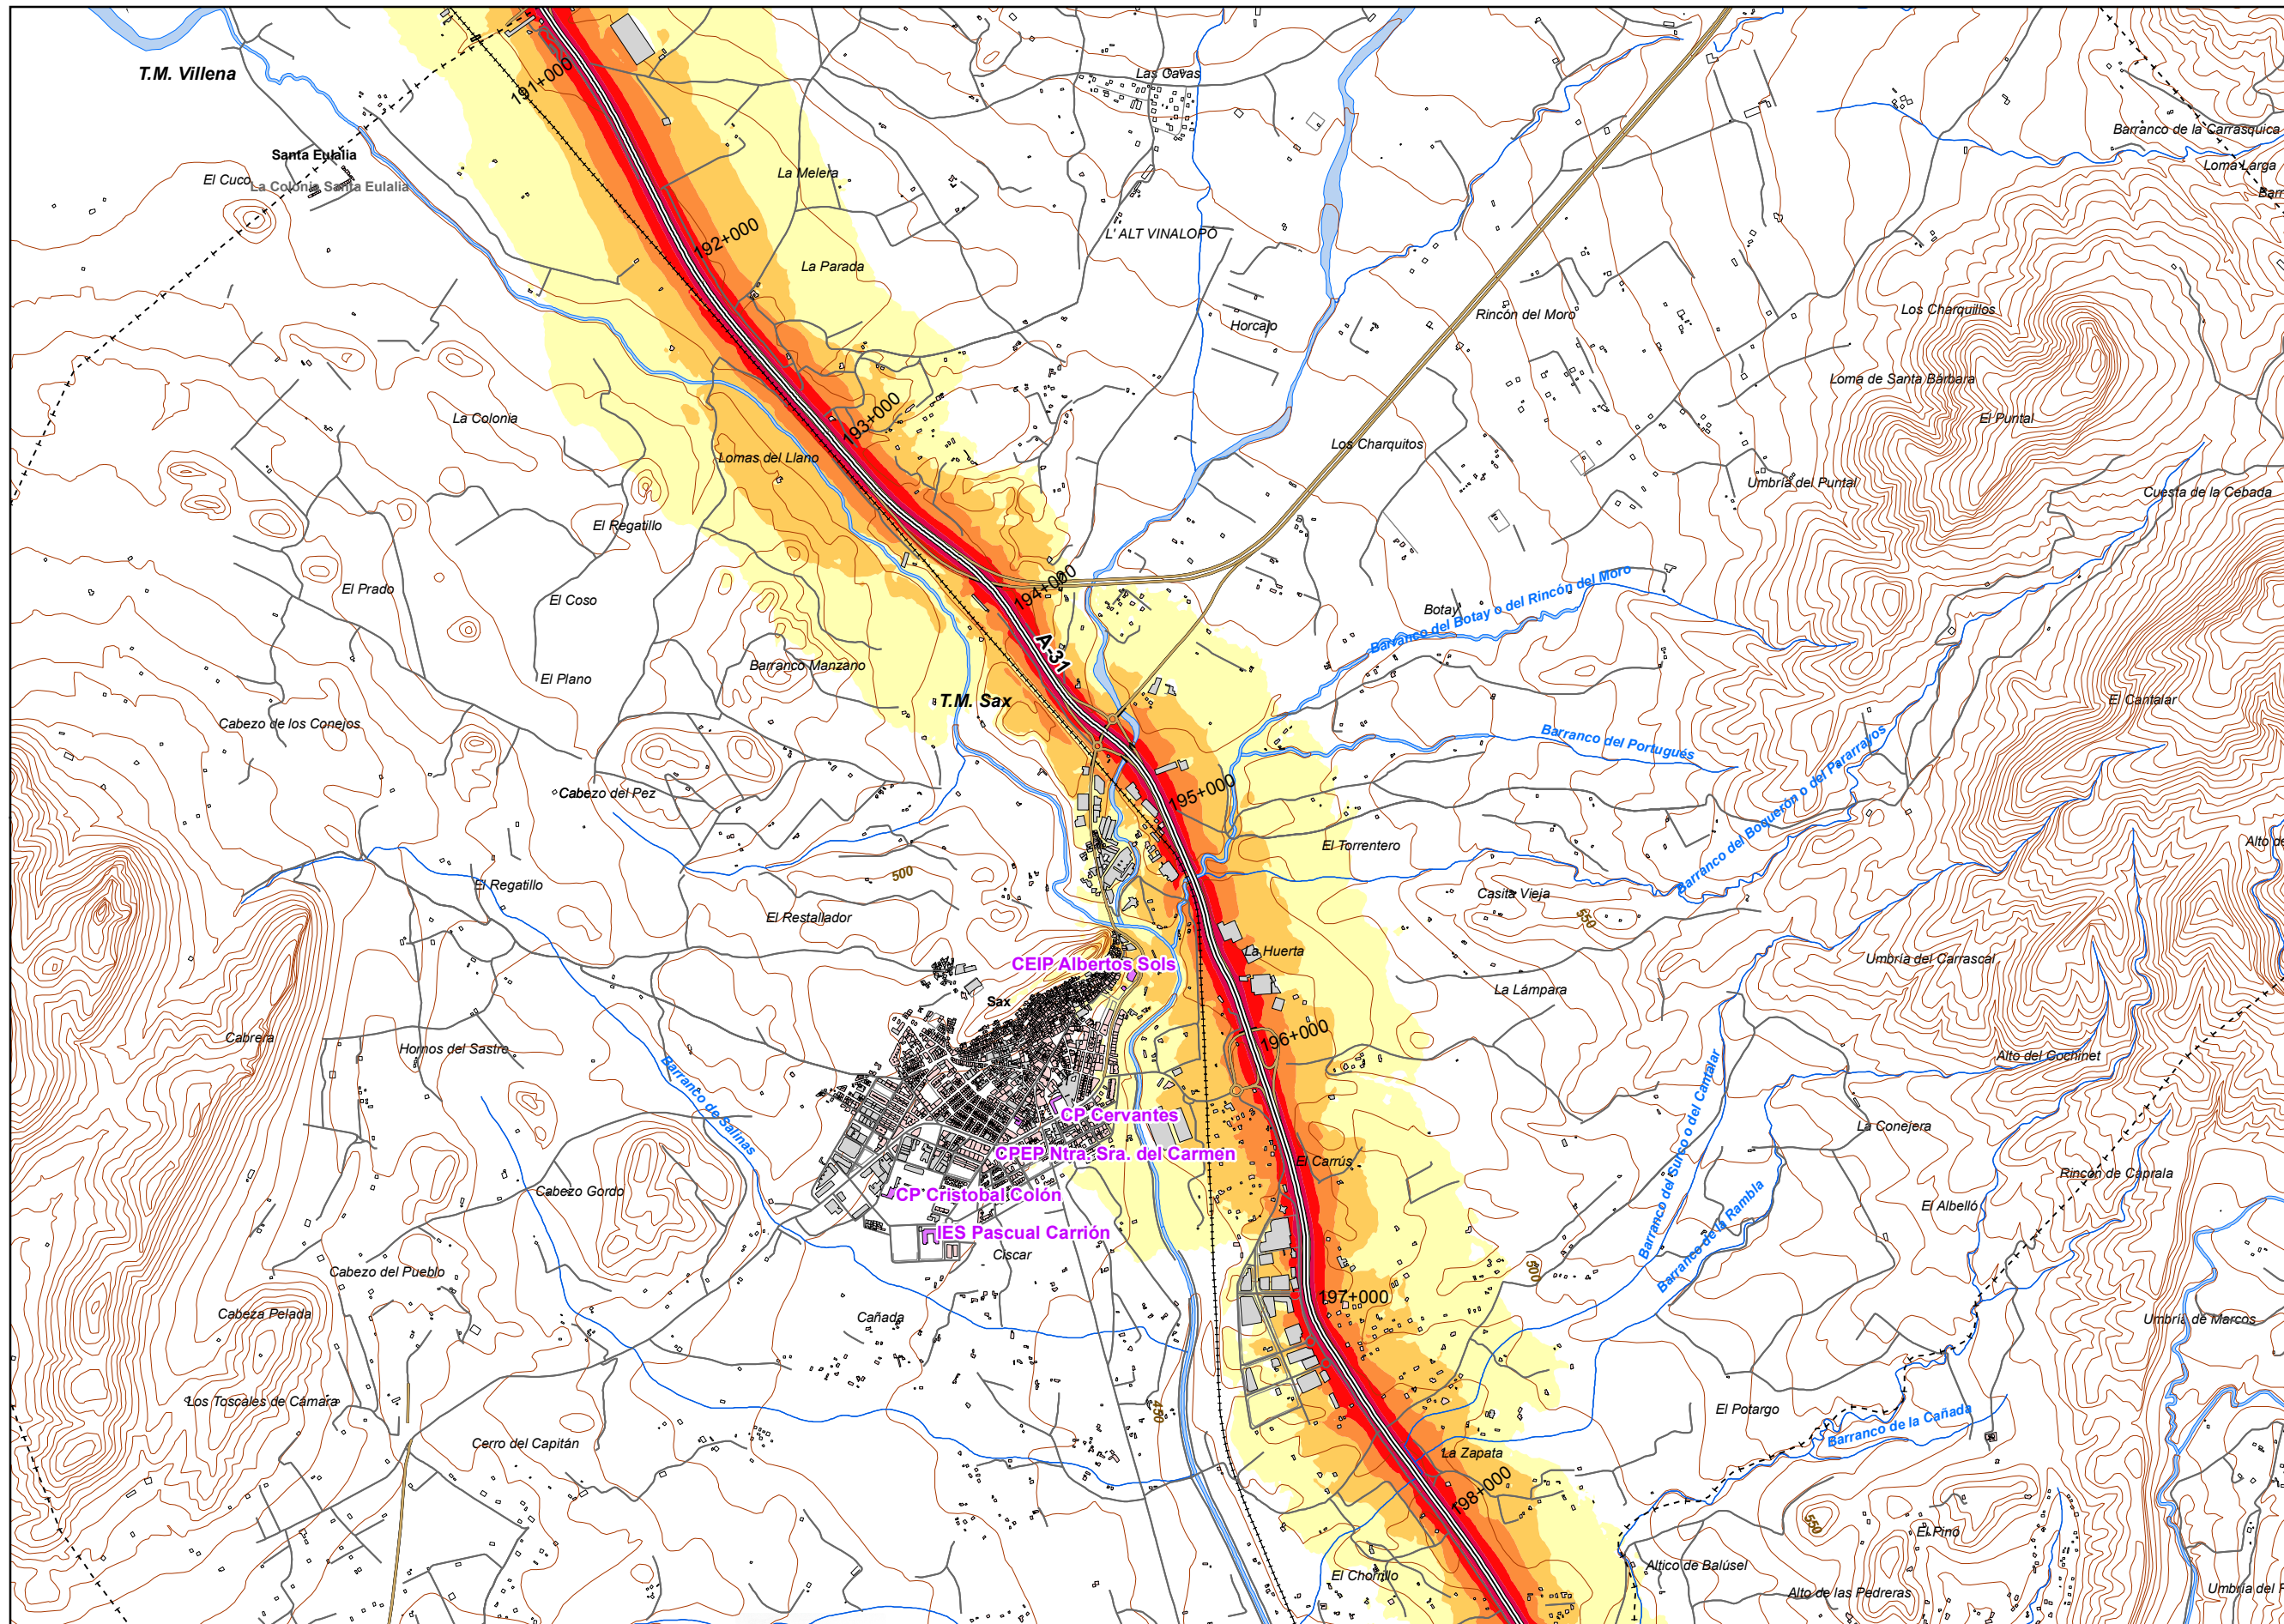 T.M. Villena
191+000
Las Cavas
Barranco de la Carrasquica
Santa Eulalia
El Cuco
La Colonia Santa Eulalia
La Melera
Loma Larga
Barr
192+000
L' ALT VINALOPÓ
La Parada
Los Charquillos
Rincón del Moro
Horcajo
Loma de Santa Bárbara
La Colonia
193+000
El Puntal
Los Charquitos
Lomas del Llano
Umbría del Puntal
Cuesta de la Cebada
El Regatillo
194+000
El Prado
El Coso
Botay
Barranco del Botay o del Rincón del Moro
A-31
Barranco Manzano
El Plano
T.M. Sax
El Cantalar
Cabezo de los Conejos
Barranco del Portugués
Cabezo del Pez
195+000
Barranco del Boquerón o del Pararrayos
El Torrentero
Alto de
500
El Regatillo
Casita Vieja
El Restallador
550
La Huerta
CEIP Albertos Sols
Umbría del Carrascal
La Lámpara
Sax
Cabrera
196+000
Hornos del Sastre
Alto del Cochinet
Barranco de Salinas
Barranco del Surco o del Cantalar
CP Cervantes
La Conejera
CPEP Ntra. Sra. del Carmen
El Carrús
Rincón de Caprala
Cabezo Gordo
CP Cristobal Colón
El Albelló
Barranco de la Rambla
IES Pascual Carrión
Ciscar
Cabezo del Pueblo
500
197+000
Cabeza Pelada
Cañada
Umbría de Marcos
Los Toscales de Cámara
450
El Potargo
Barranco de la Cañada
Cerro del Capitán
La Zapata
198+000
550
El Pino
Altico de Balúsel
El Chorrillo
Alto de las Pedreras
Umbría del F